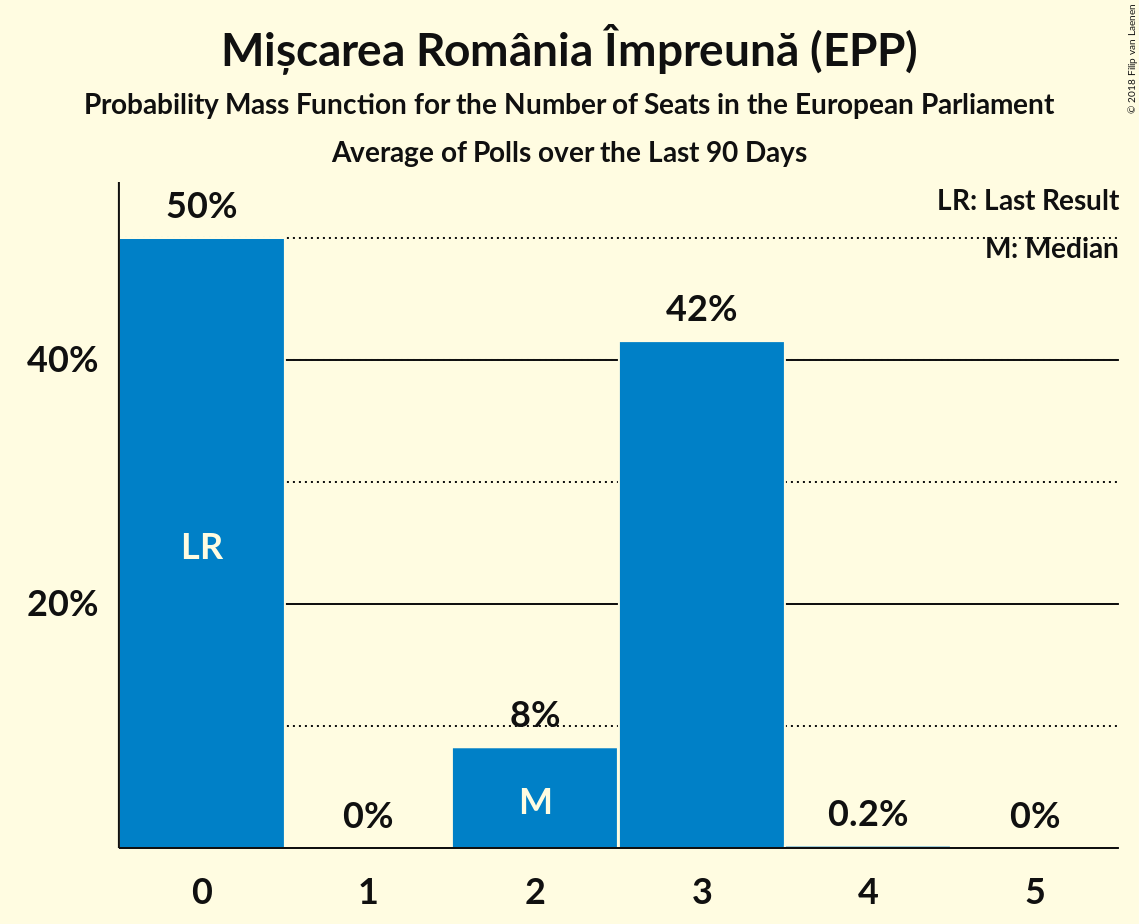 Mișcarea România Împreună (EPP)
Probability Mass Function for the Number of Seats in the European Parliament
Average of Polls over the Last 90 Days
© 2018 Filip van Laenen
LR: Last Result
M: Median
50%
42%
40%
LR
20%
8%
M
0%
0.2%
0%
0 1 2 3 4 5